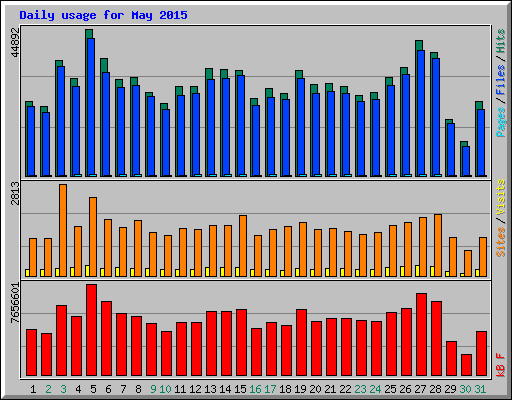 Daily usage for May 2015
44892
Pages/Files/Hits
2813
Sites/Visits
7656601
kB F
1 2 3 4 5 6 7 8 9 10 11 12 13 14 15 16 17 18 19 20 21 22 23 24 25 26 27 28 29 30 31